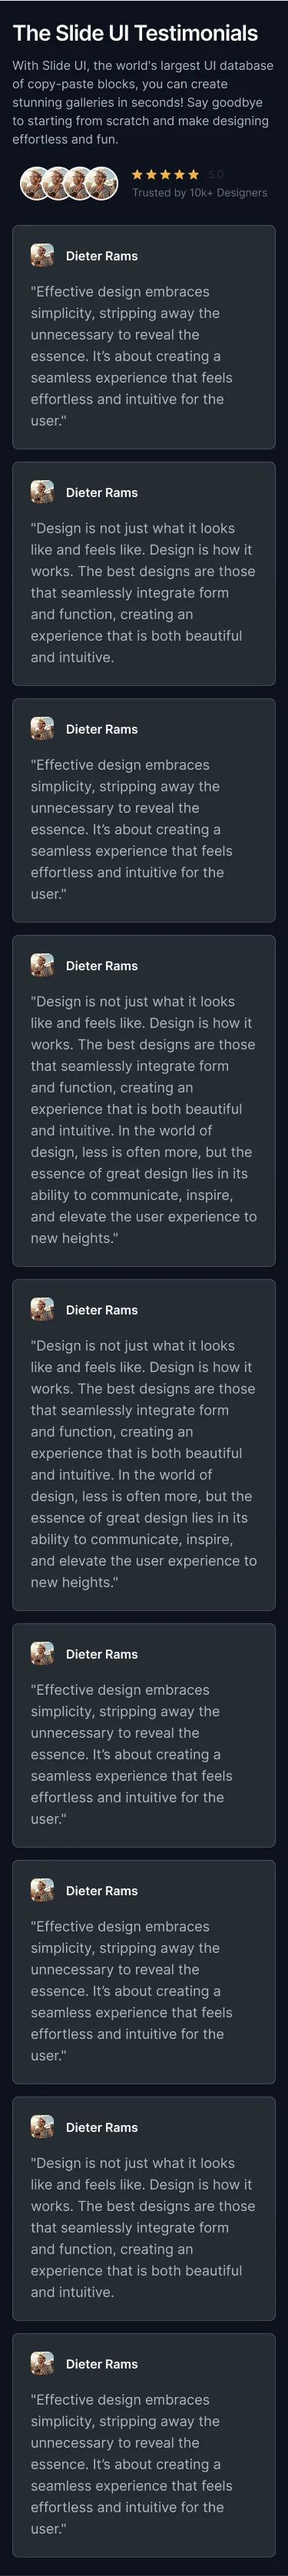 The Slide UI Testimonials
With Slide UI, the world's largest UI database
of copy-paste blocks, you can create
stunning galleries in seconds! Say goodbye
to starting from scratch and make designing
effortless and fun.
5.0
Trusted by 10k+ Designers
Dieter Rams
"Effective design embraces
simplicity, stripping away the
unnecessary to reveal the
essence. It’s about creating a
seamless experience that feels
effortless and intuitive for the
user."
Dieter Rams
"Design is not just what it looks
like and feels like. Design is how it
works. The best designs are those
that seamlessly integrate form
and function, creating an
experience that is both beautiful
and intuitive.
Dieter Rams
"Effective design embraces
simplicity, stripping away the
unnecessary to reveal the
essence. It’s about creating a
seamless experience that feels
effortless and intuitive for the
user."
Dieter Rams
"Design is not just what it looks
like and feels like. Design is how it
works. The best designs are those
that seamlessly integrate form
and function, creating an
experience that is both beautiful
and intuitive. In the world of
design, less is often more, but the
essence of great design lies in its
ability to communicate, inspire,
and elevate the user experience to
new heights."
Dieter Rams
"Design is not just what it looks
like and feels like. Design is how it
works. The best designs are those
that seamlessly integrate form
and function, creating an
experience that is both beautiful
and intuitive. In the world of
design, less is often more, but the
essence of great design lies in its
ability to communicate, inspire,
and elevate the user experience to
new heights."
Dieter Rams
"Effective design embraces
simplicity, stripping away the
unnecessary to reveal the
essence. It’s about creating a
seamless experience that feels
effortless and intuitive for the
user."
Dieter Rams
"Effective design embraces
simplicity, stripping away the
unnecessary to reveal the
essence. It’s about creating a
seamless experience that feels
effortless and intuitive for the
user."
Dieter Rams
"Design is not just what it looks
like and feels like. Design is how it
works. The best designs are those
that seamlessly integrate form
and function, creating an
experience that is both beautiful
and intuitive.
Dieter Rams
"Effective design embraces
simplicity, stripping away the
unnecessary to reveal the
essence. It’s about creating a
seamless experience that feels
effortless and intuitive for the
user."